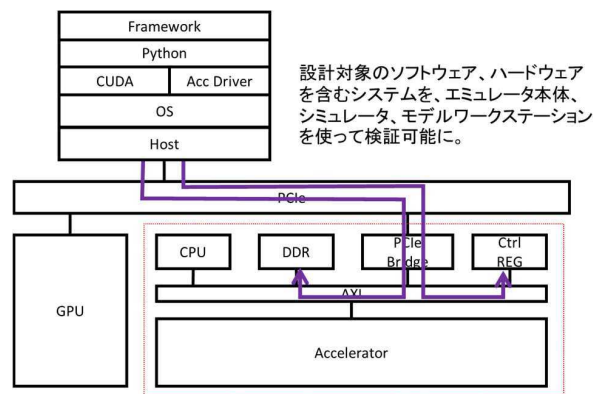 Framework
Python
CUDA
Acc Driver
OS
Host
設計対象のソフトウェア、ハードウェア
を含むシステムを、エミュレータ本体、
シミュレータ、モデルワークステーション
を使って検証可能に。
PCIe
GPU
CPU
DDR
PCIe
Bridge
Ctrl
REG
AXI
Accelerator